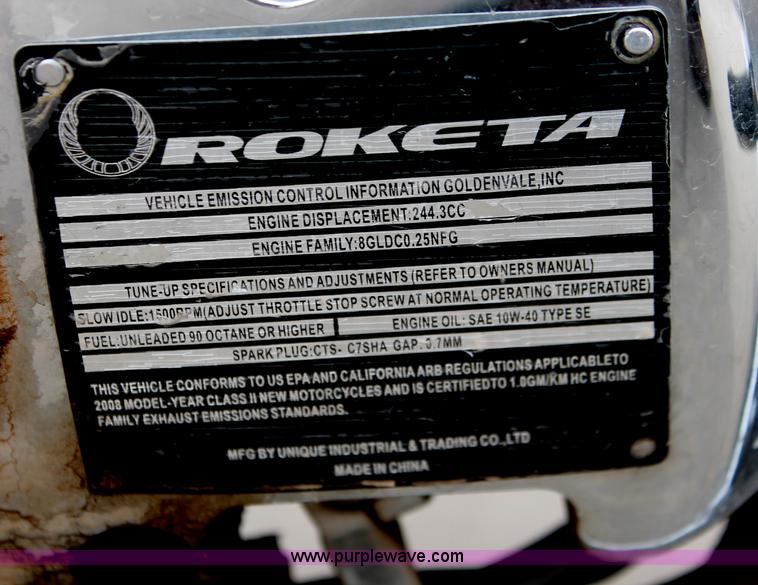 ROKETA
VEHICLE EMISSION CONTROL INFORMATION GOLDENVALE,INC
ENGINE DISPLACEMENT:244.3CC
ENGINE FAMILY:8GLDC0.25NFG
TUNE-UP SPECIFICATIONS AND ADJUSTMENTS (REFER TO OWNERS MANUAL)
SLOW IDLE:1500RPM(ADJUST THROTTLE STOP SCREW AT NORMAL OPERATING TEMPERATURE)
FUEL:UNLEADED 90 OCTANE OR HIGHER ENGINE OIL: SAE 10W-40 TYPE SE
SPARK PLUG:CTS- C7SHA GAP. 0.7MM
THIS VEHICLE CONFORMS TO US EPA AND CALIFORNIA ARB REGULATIONS APPLICABLETO
2008 MODEL-YEAR CLASS II NEW MOTORCYCLES AND IS CERTIFIEDTO 1.0GM/KM HC ENGINE
FAMILY EXHAUST EMISSIONS STANDARDS.
MFG BY UNIQUE INDUSTRIAL & TRADING CO.,LTD
MADE IN CHINA
www.purplewave.com